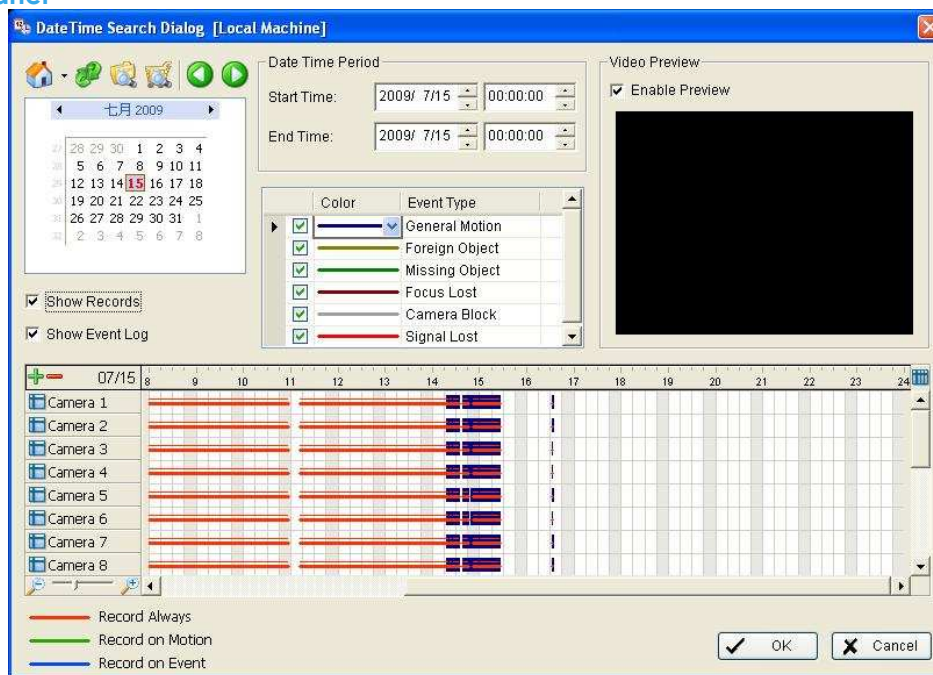 DateTime Search Dialog [Local Machine]
Date Time Period
Start Time: 2009/ 7/15 00:00:00
End Time: 2009/ 7/15 00:00:00
Video Preview
Enable Preview
七月 2009
27 28 29 30 1 2 3 4
28 5 6 7 8 9 10 11
29 12 13 14 15 16 17 18
30 19 20 21 22 23 24 25
31 26 27 28 29 30 31 1
32 2 3 4 5 6 7 8
Show Records
Show Event Log
Color Event Type
General Motion
Foreign Object
Missing Object
Focus Lost
Camera Block
Signal Lost
07/15 8 9 10 11 12 13 14 15 16 17 18 19 20 21 22 23 24
Camera 1
Camera 2
Camera 3
Camera 4
Camera 5
Camera 6
Camera 7
Camera 8
Record Always
Record on Motion
Record on Event
OK Cancel